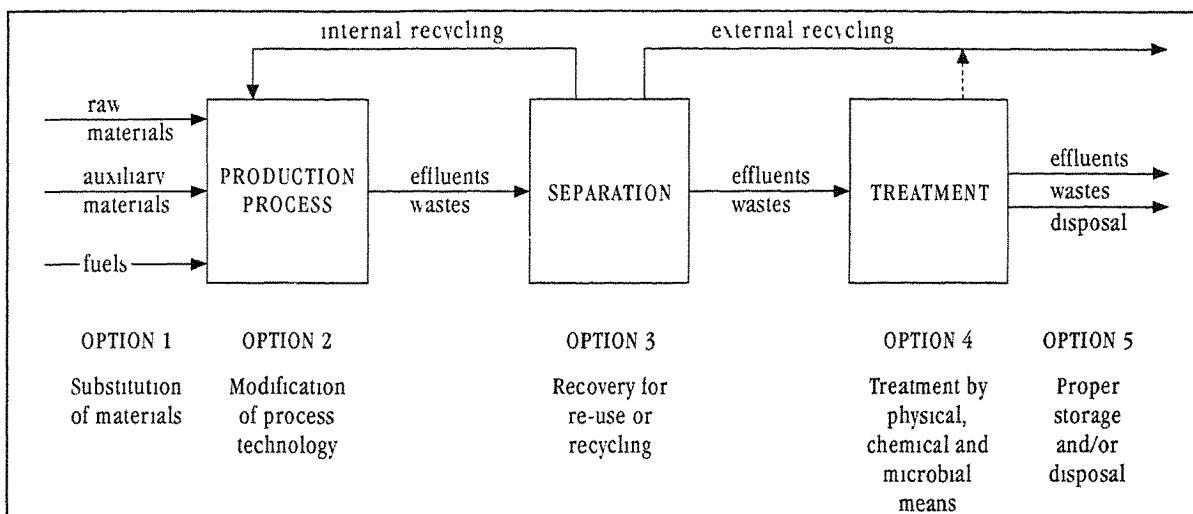 internal recycling
external recycling
raw
materials
auxiliary
materials
fuels
PRODUCTION
PROCESS
effluents
wastes
SEPARATION
effluents
wastes
TREATMENT
effluents
wastes
disposal
OPTION 1
Substitution
of materials
OPTION 2
Modification
of process
technology
OPTION 3
Recovery for
re-use or
recycling
OPTION 4
Treatment by
physical,
chemical and
microbial
means
OPTION 5
Proper
storage
and/or
disposal